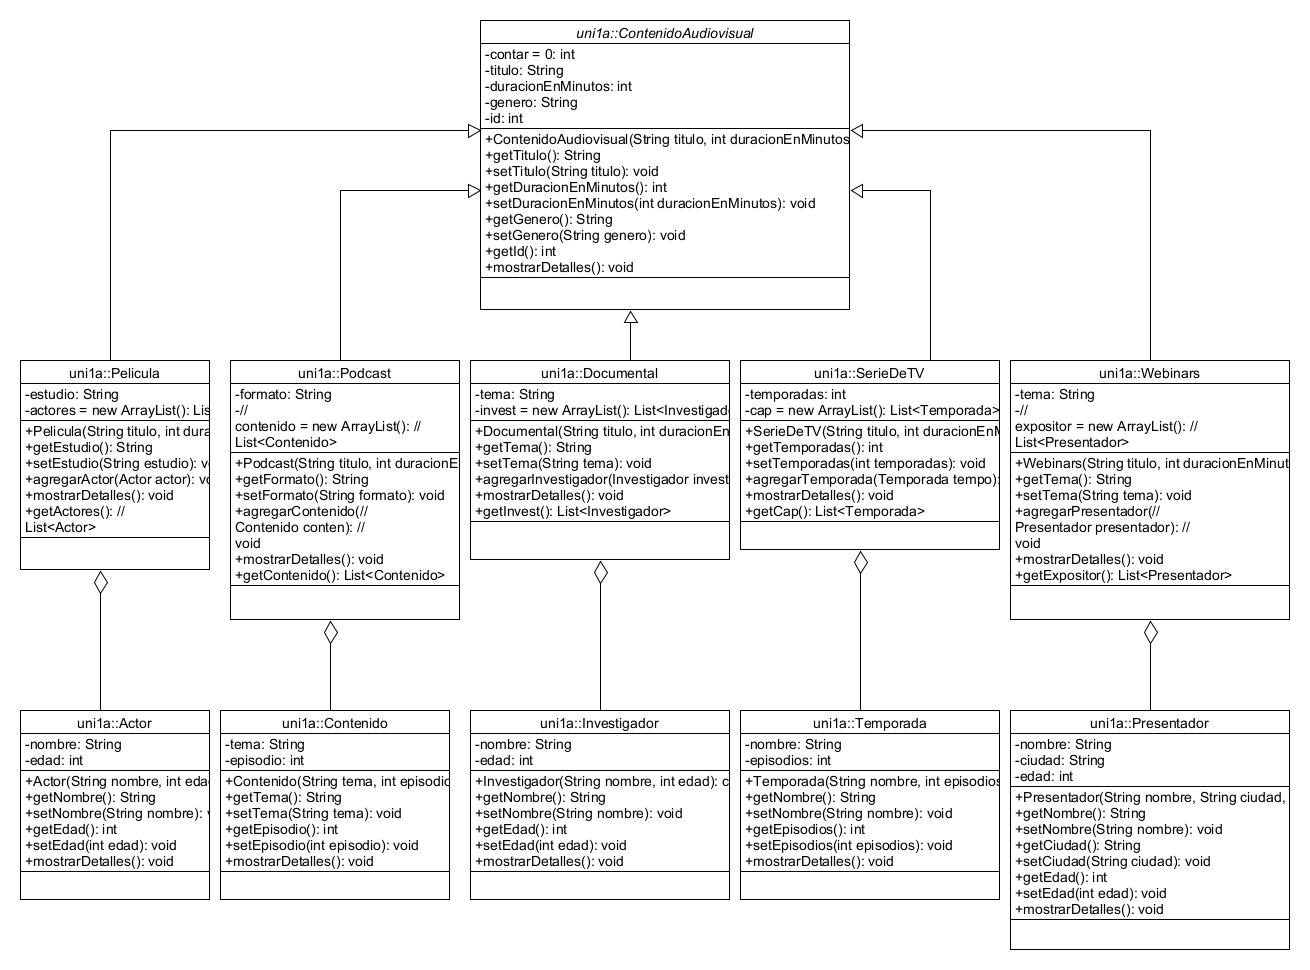 uni1a::ContenidoAudiovisual
-contar = 0: int
-titulo: String
-duracionEnMinutos: int
-genero: String
-id: int
+ContenidoAudiovisual(String titulo, int duracionEnMinutos
+getTitulo(): String
+setTitulo(String titulo): void
+getDuracionEnMinutos(): int
+setDuracionEnMinutos(int duracionEnMinutos): void
+getGenero(): String
+setGenero(String genero): void
+getId(): int
+mostrarDetalles(): void
uni1a::Pelicula
-estudio: String
-actores = new ArrayList(): Lis
+Pelicula(String titulo, int dura
+getEstudio(): String
+setEstudio(String estudio): v
+agregarActor(Actor actor): vo
+mostrarDetalles(): void
+getActores(): //
List<Actor>
uni1a::Podcast
-formato: String
-//
contenido = new ArrayList(): //
List<Contenido>
+Podcast(String titulo, int duracionE
+getFormato(): String
+setFormato(String formato): void
+agregarContenido(//
Contenido conten): //
void
+mostrarDetalles(): void
+getContenido(): List<Contenido>
uni1a::Documental
-tema: String
-invest = new ArrayList(): List<Investigad
+Documental(String titulo, int duracionEn
+getTema(): String
+setTema(String tema): void
+agregarInvestigador(Investigador invest
+mostrarDetalles(): void
+getInvest(): List<Investigador>
uni1a::SerieDeTV
-temporadas: int
-cap = new ArrayList(): List<Temporada>
+SerieDeTV(String titulo, int duracionEnM
+getTemporadas(): int
+setTemporadas(int temporadas): void
+agregarTemporada(Temporada tempo):
+mostrarDetalles(): void
+getCap(): List<Temporada>
uni1a::Webinars
-tema: String
-//
expositor = new ArrayList(): //
List<Presentador>
+Webinars(String titulo, int duracionEnMinut
+getTema(): String
+setTema(String tema): void
+agregarPresentador(//
Presentador presentador): //
void
+mostrarDetalles(): void
+getExpositor(): List<Presentador>
uni1a::Actor
-nombre: String
-edad: int
+Actor(String nombre, int eda
+getNombre(): String
+setNombre(String nombre): v
+getEdad(): int
+setEdad(int edad): void
+mostrarDetalles(): void
uni1a::Contenido
-tema: String
-episodio: int
+Contenido(String tema, int episodio
+getTema(): String
+setTema(String tema): void
+getEpisodio(): int
+setEpisodio(int episodio): void
+mostrarDetalles(): void
uni1a::Investigador
-nombre: String
-edad: int
+Investigador(String nombre, int edad): c
+getNombre(): String
+setNombre(String nombre): void
+getEdad(): int
+setEdad(int edad): void
+mostrarDetalles(): void
uni1a::Temporada
-nombre: String
-episodios: int
+Temporada(String nombre, int episodios
+getNombre(): String
+setNombre(String nombre): void
+getEpisodios(): int
+setEpisodios(int episodios): void
+mostrarDetalles(): void
uni1a::Presentador
-nombre: String
-ciudad: String
-edad: int
+Presentador(String nombre, String ciudad,
+getNombre(): String
+setNombre(String nombre): void
+getCiudad(): String
+setCiudad(String ciudad): void
+getEdad(): int
+setEdad(int edad): void
+mostrarDetalles(): void